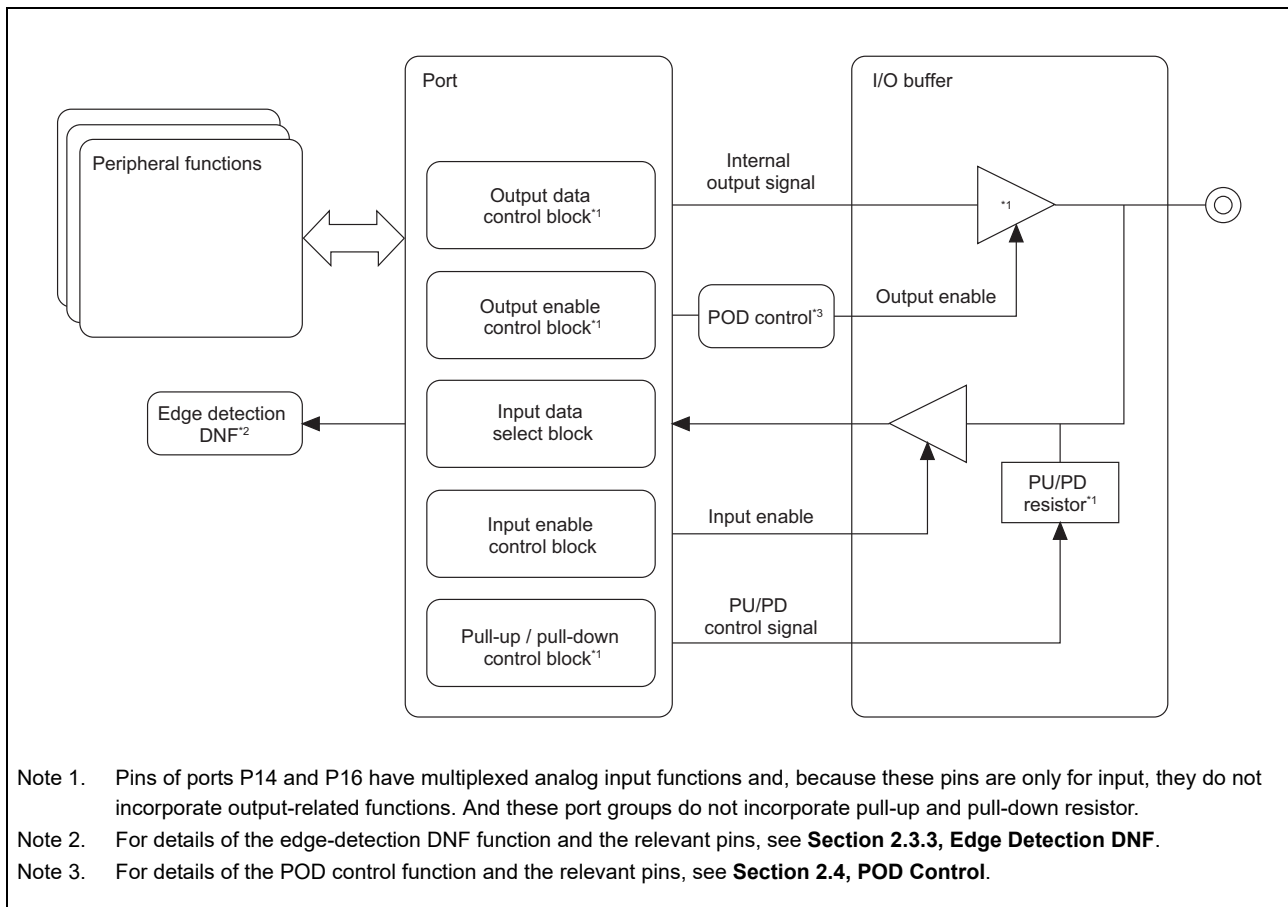 Port
I/O buffer
Peripheral functions
Output data
control block*1
Internal
output signal
*1
Output enable
control block*1
POD control*3
Output enable
Edge detection
DNF*2
Input data
select block
PU/PD
resistor*1
Input enable
control block
Input enable
Pull-up / pull-down
control block*1
PU/PD
control signal
Note 1. Pins of ports P14 and P16 have multiplexed analog input functions and, because these pins are only for input, they do not
incorporate output-related functions. And these port groups do not incorporate pull-up and pull-down resistor.
Note 2. For details of the edge-detection DNF function and the relevant pins, see Section 2.3.3, Edge Detection DNF.
Note 3. For details of the POD control function and the relevant pins, see Section 2.4, POD Control.